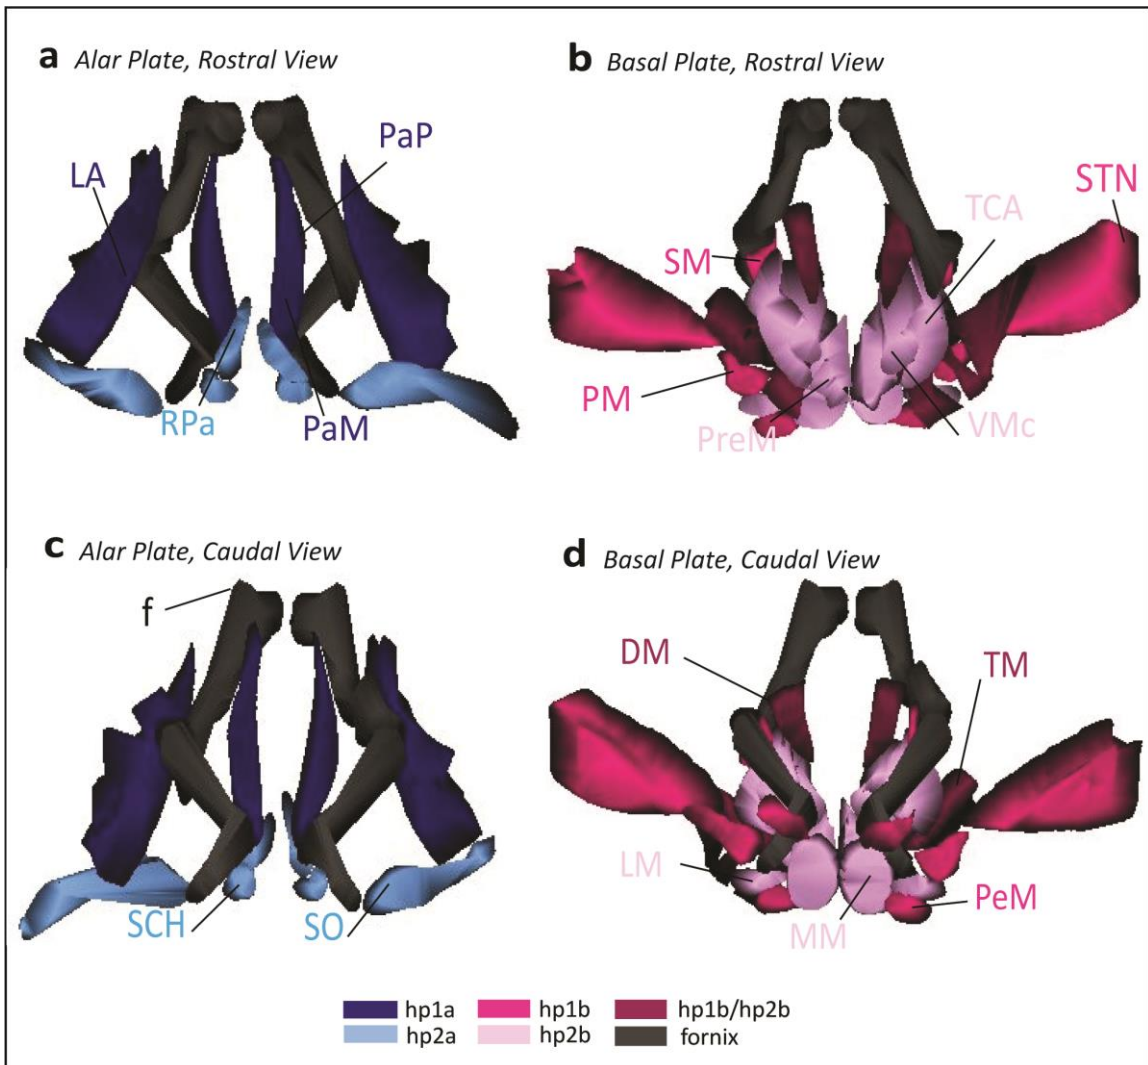 a Alar Plate, Rostral View
PaP
LA
RPa
PaM
b Basal Plate, Rostral View
STN
TCA
SM
PM
PreM
VMc
c Alar Plate, Caudal View
f
SCH
SO
d Basal Plate, Caudal View
DM
TM
LM
PeM
MM
hp1a hp1b hp1b/hp2b
hp2a hp2b fornix